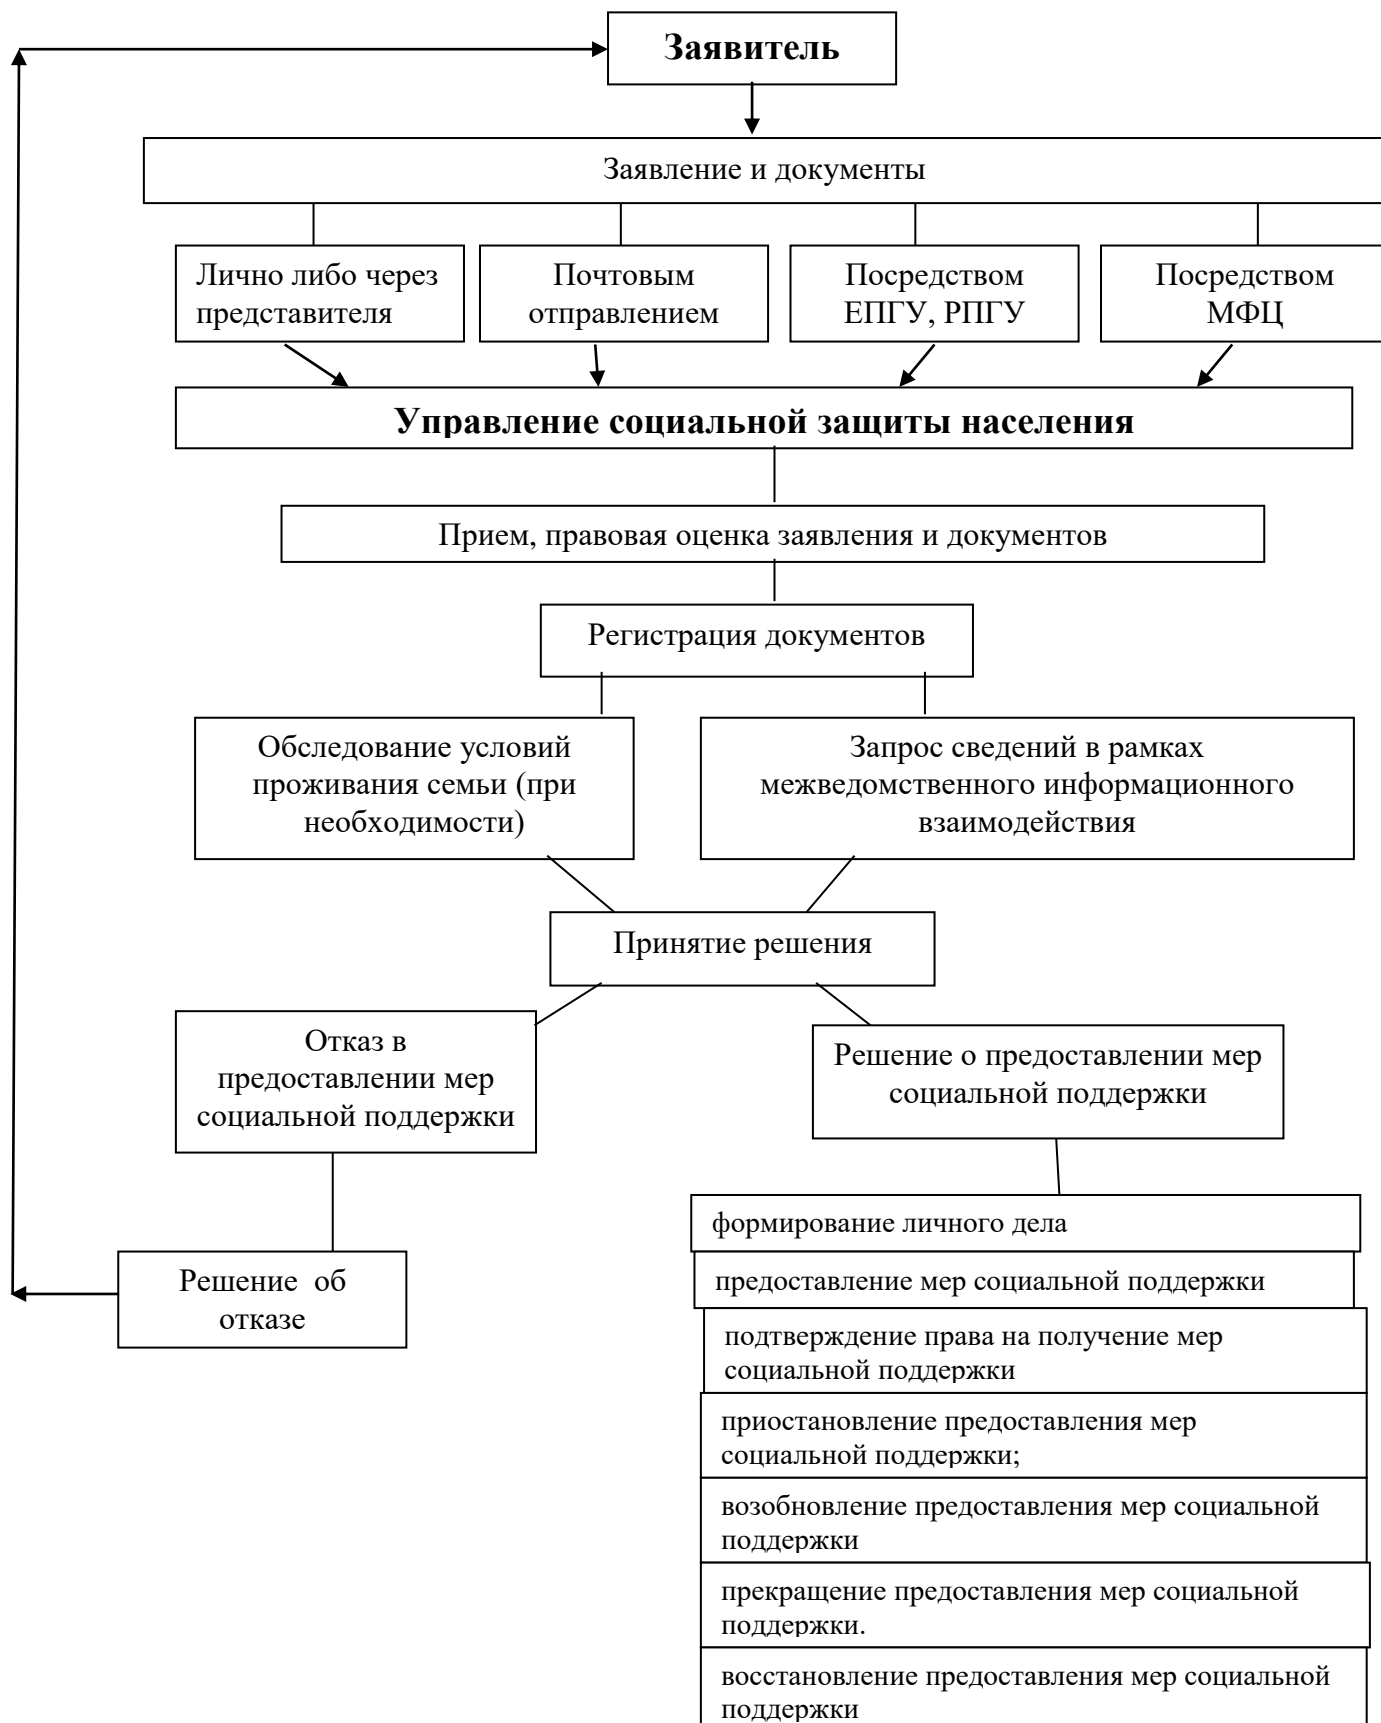 Заявитель
Заявление и документы
Лично либо через
представителя
Почтовым
отправлением
Посредством
ЕПГУ, РПГУ
Посредством
МФЦ
Управление социальной защиты населения
Прием, правовая оценка заявления и документов
Регистрация документов
Обследование условий
проживания семьи (при
необходимости)
Запрос сведений в рамках
межведомственного информационного
взаимодействия
Принятие решения
Отказ в
предоставлении мер
социальной поддержки
Решение о предоставлении мер
социальной поддержки
Решение об
отказе
формирование личного дела
предоставление мер социальной поддержки
подтверждение права на получение мер
социальной поддержки
приостановление предоставления мер
социальной поддержки;
возобновление предоставления мер социальной
поддержки
прекращение предоставления мер социальной
поддержки.
восстановление предоставления мер социальной
поддержки